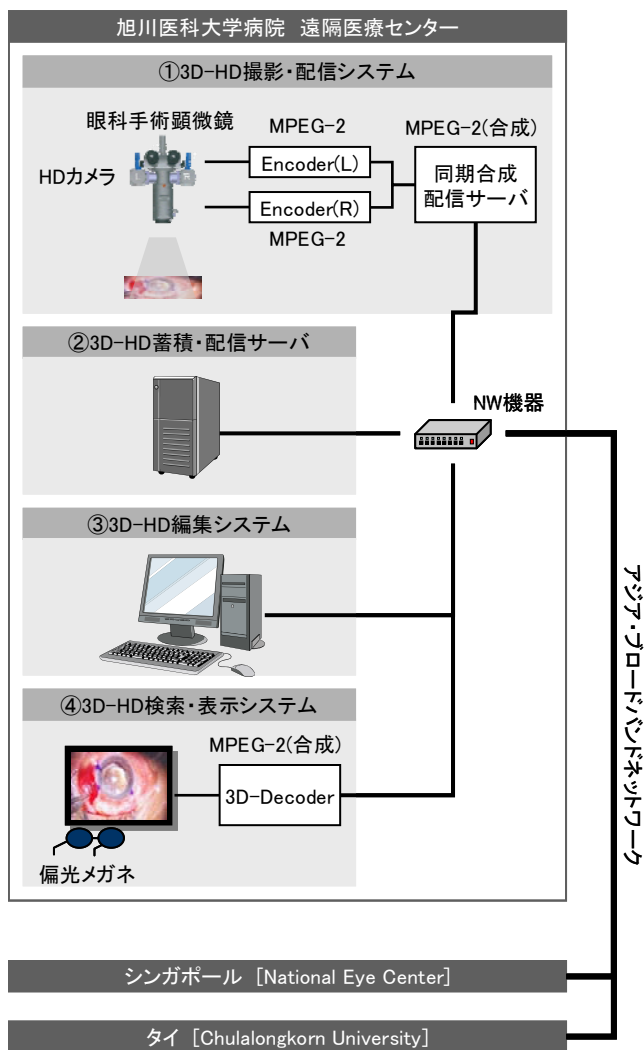 旭川医科大学病院 遠隔医療センター
①3D-HD撮影・配信システム
眼科手術顕微鏡
HDカメラ
MPEG-2
Encoder(L)
Encoder(R)
MPEG-2
MPEG-2(合成)
同期合成
配信サーバ
②3D-HD蓄積・配信サーバ
NW機器
③3D-HD編集システム
④3D-HD検索・表示システム
MPEG-2(合成)
3D-Decoder
偏光メガネ
アジア・ブロードバンドネットワーク
シンガポール [National Eye Center]
タイ [Chulalongkorn University]